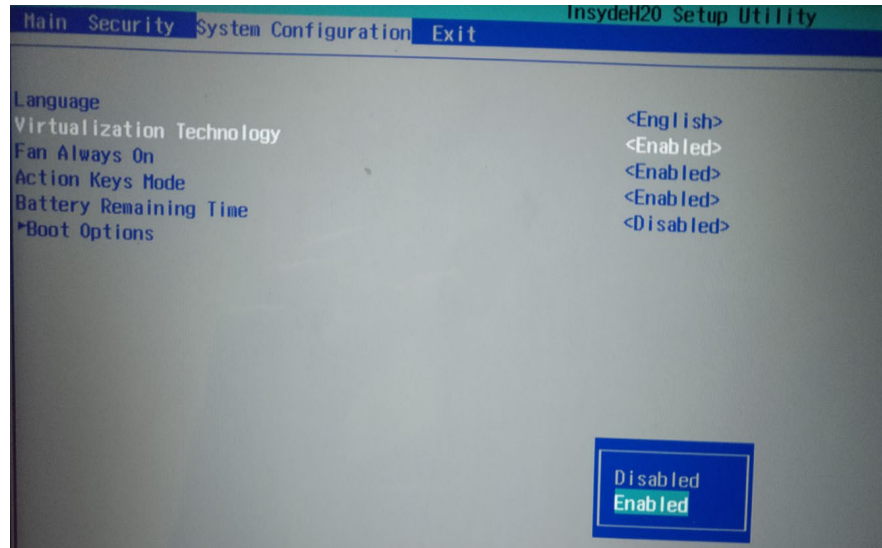 InsydeH20 Setup Utility
Main Security System Configuration Exit
Language <English>
Virtualization Technology <Enabled>
Fan Always On <Enabled>
Action Keys Mode <Enabled>
Battery Remaining Time <Disabled>
►Boot Options
Disabled
Enabled